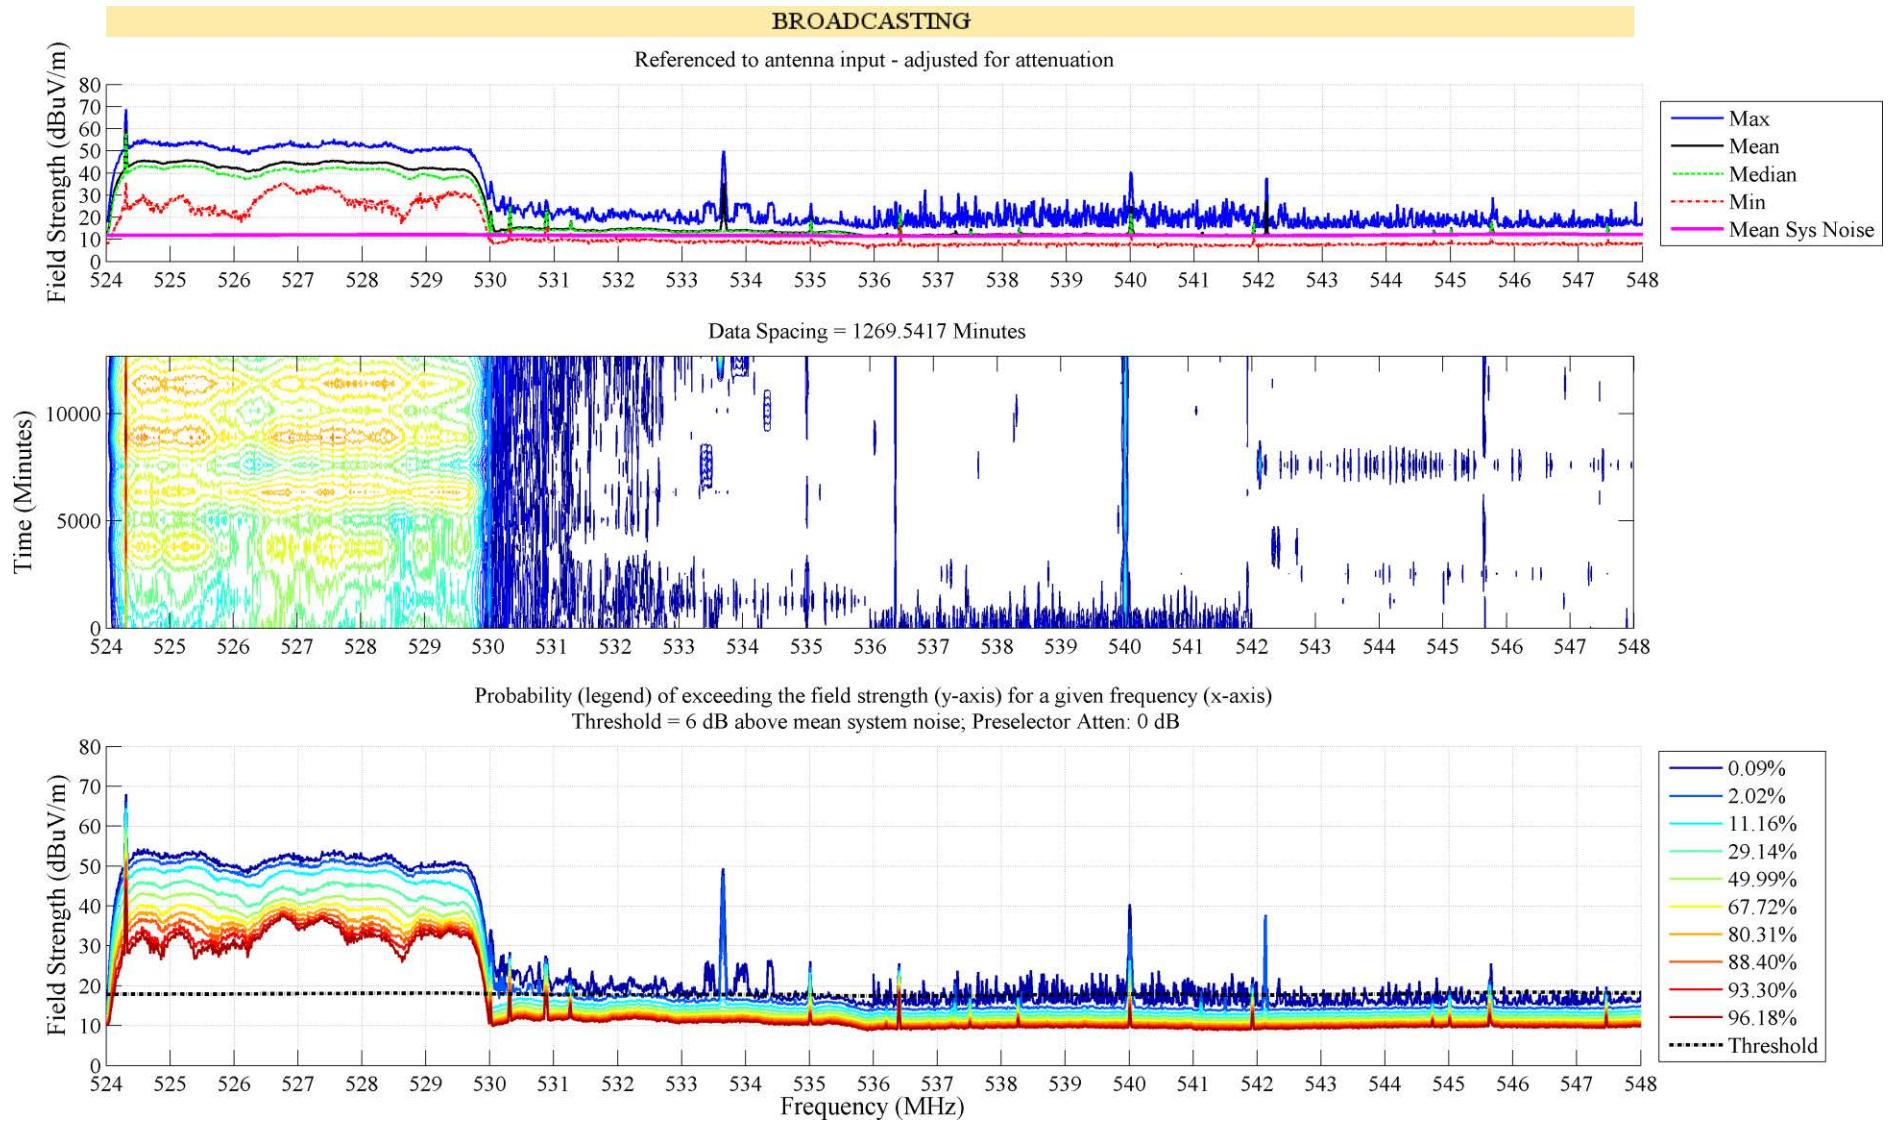 BROADCASTING
Referenced to antenna input - adjusted for attenuation
Field Strength (dBuV/m)
80
70
60
50
40
30
20
10
0
524 525 526 527 528 529 530 531 532 533 534 535 536 537 538 539 540 541 542 543 544 545 546 547 548
Max
Mean
Median
Min
Mean Sys Noise
Data Spacing = 1269.5417 Minutes
Time (Minutes)
10000
5000
0
524 525 526 527 528 529 530 531 532 533 534 535 536 537 538 539 540 541 542 543 544 545 546 547 548
Probability (legend) of exceeding the field strength (y-axis) for a given frequency (x-axis)
Threshold = 6 dB above mean system noise; Preselector Atten: 0 dB
Field Strength (dBuV/m)
80
70
60
50
40
30
20
10
0
524 525 526 527 528 529 530 531 532 533 534 535 536 537 538 539 540 541 542 543 544 545 546 547 548
Frequency (MHz)
0.09%
2.02%
11.16%
29.14%
49.99%
67.72%
80.31%
88.40%
93.30%
96.18%
Threshold